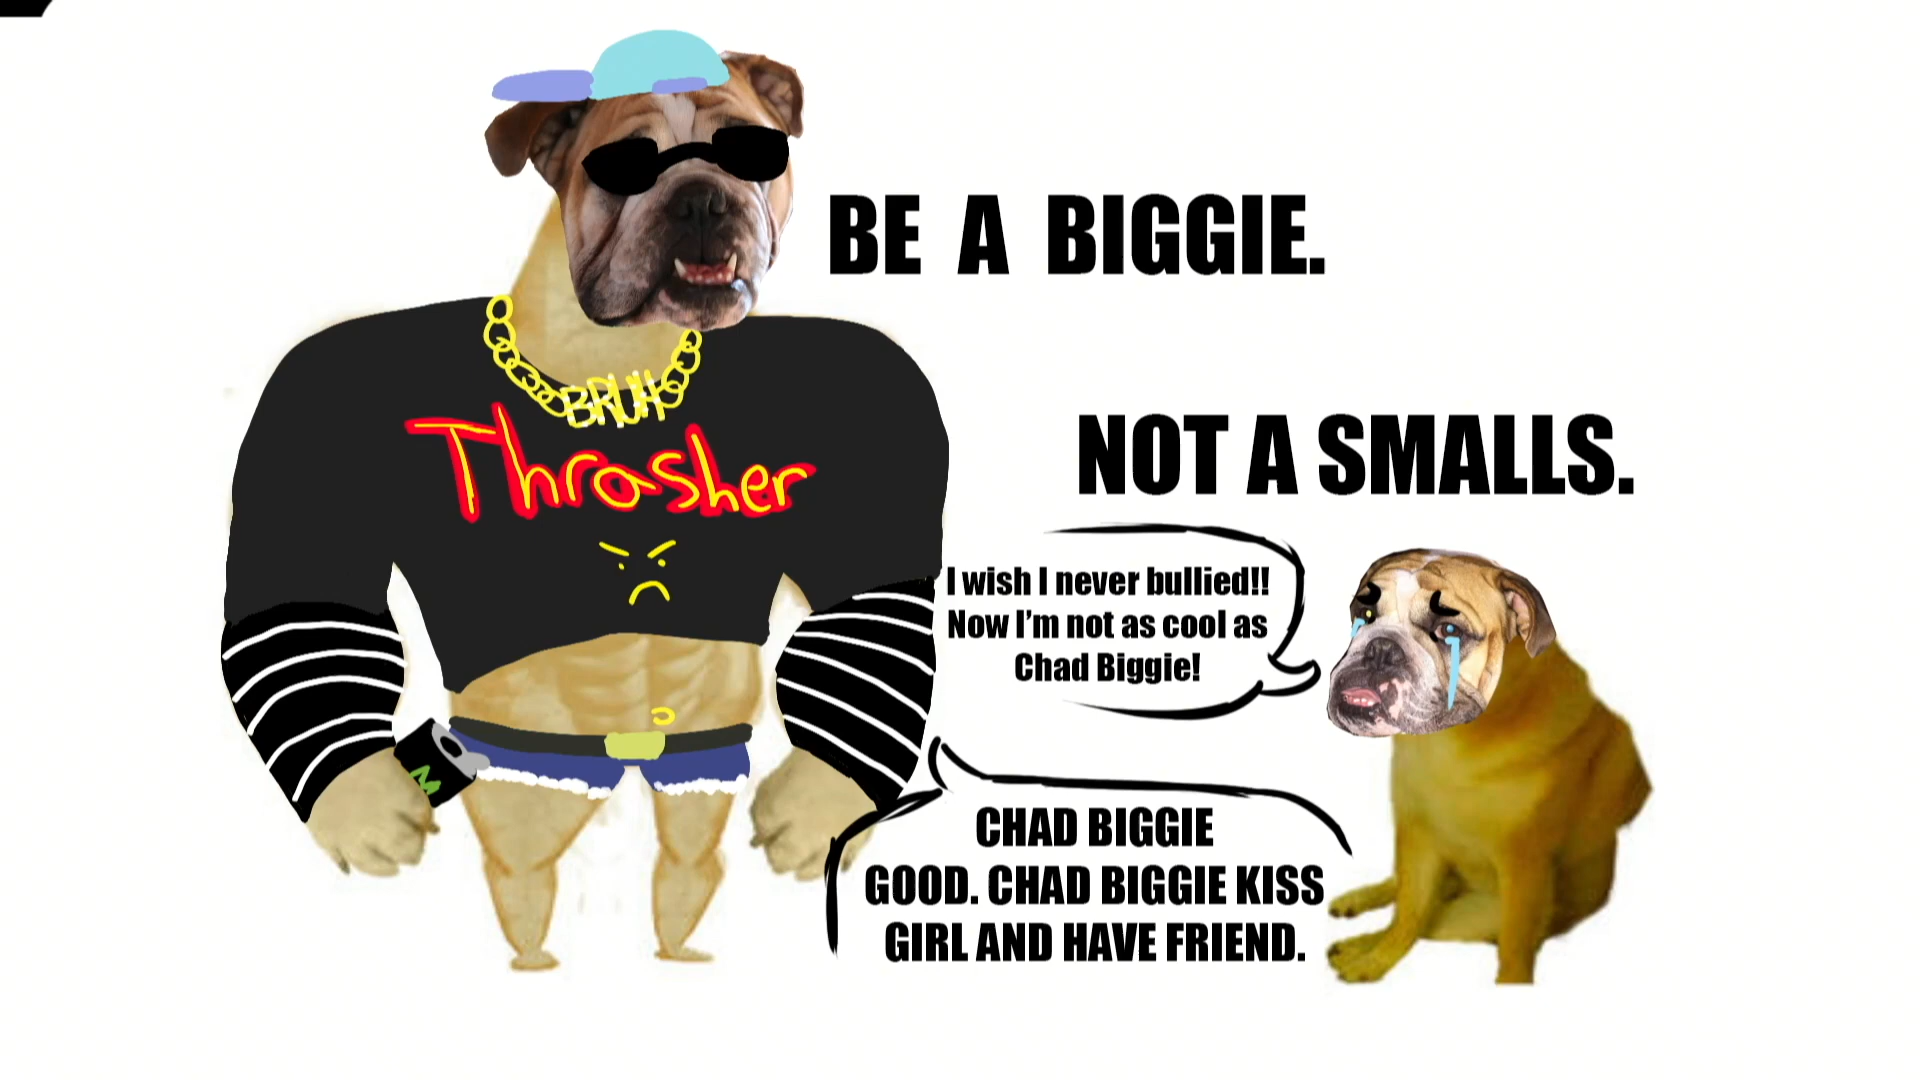 BE A BIGGIE.
BRUH
Thrasher
NOT A SMALLS.
I wish I never bullied!!
Now I'm not as cool as
Chad Biggie!
M
CHAD BIGGIE
GOOD. CHAD BIGGIE KISS
GIRL AND HAVE FRIEND.